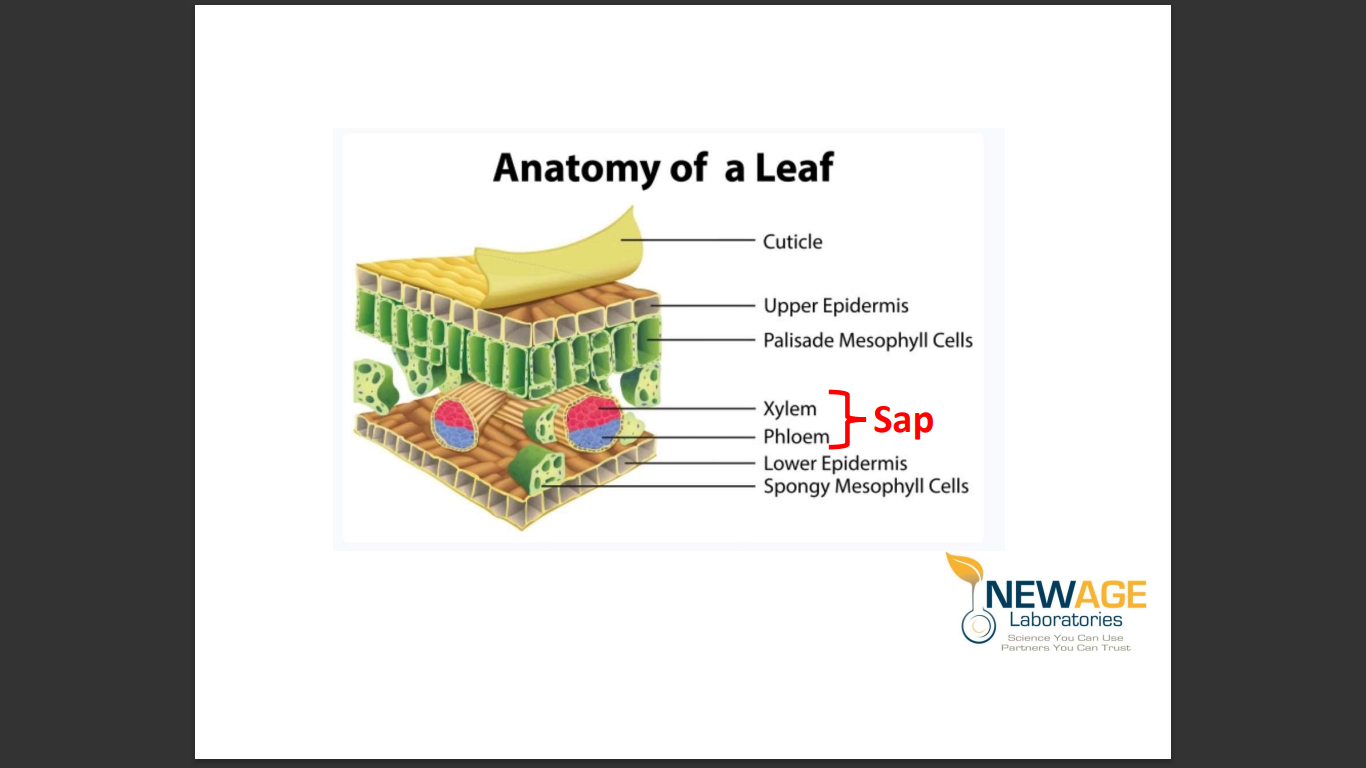 Anatomy of a Leaf
Cuticle
Upper Epidermis
Palisade Mesophyll Cells
Xylem
Sap
Phloem
Lower Epidermis
Spongy Mesophyll Cells
NEWAGE
Laboratories
Science You Can Use
Partners You Can Trust